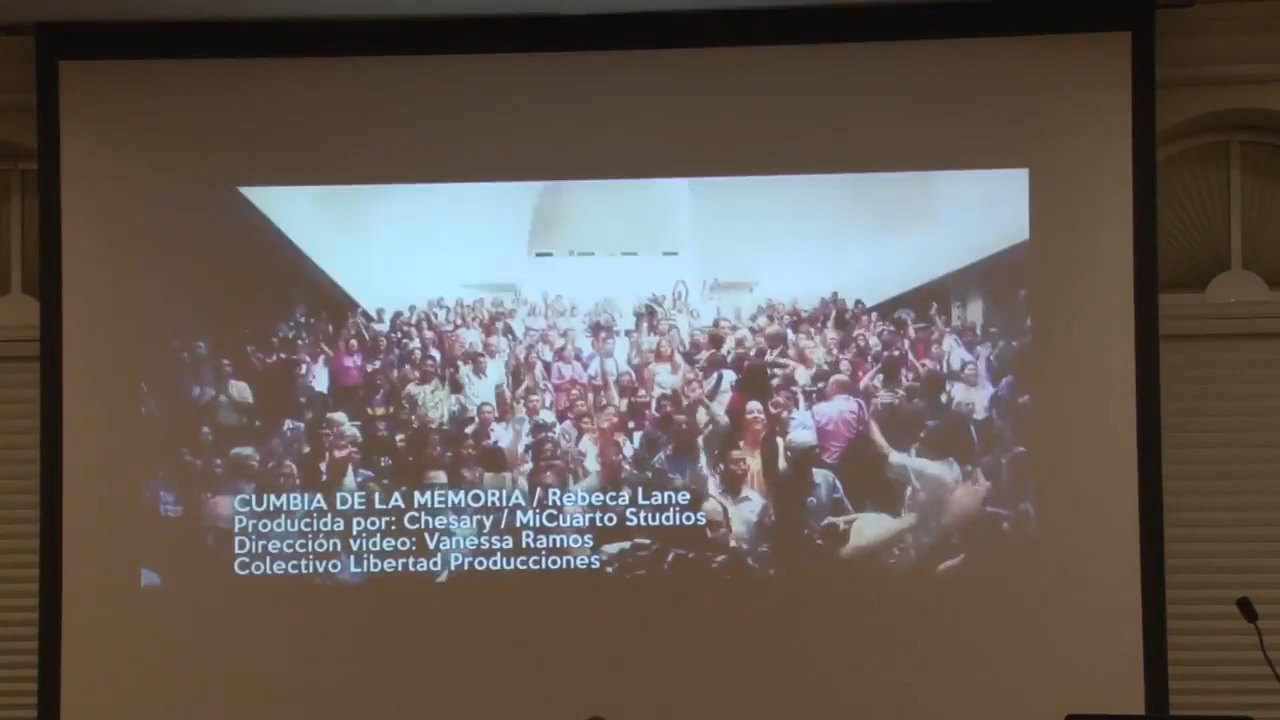 CUMBIA DE LA MEMORIA / Rebeca Lane
Producida por: Chesary / MiCuarto Studios
Dirección video: Vanessa Ramos
Colectivo Libertad Producciones